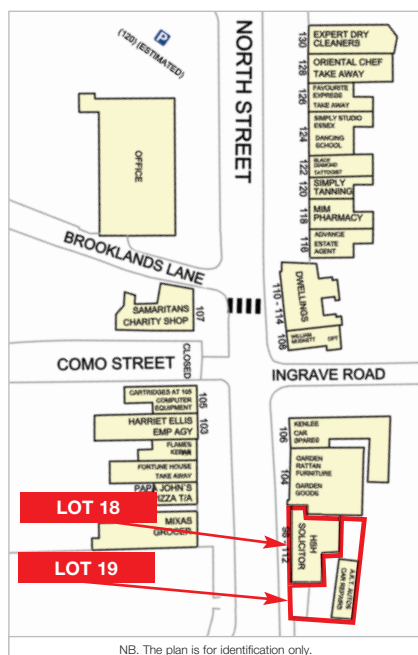 P
(120) (ESTIMATED)
OFFICE
NORTH STREET
130
EXPERT DRY
CLEANERS
128
ORIENTAL CHEF
TAKE AWAY
126
FAVOURITE
EXPRESS
TAKE AWAY
124
SIMPLY STUDIO
ESSEX
DANCING
SCHOOL
122
BLACK
DIAMOND
TATTOOIST
120
SIMPLY
TANNING
118
MIM
PHARMACY
116
ADVANCE
ESTATE
AGENT
BROOKLANDS LANE
SAMARITANS
CHARITY SHOP
107
DWELLINGS
110 - 114
108
WILLIAM
OPT
COMO STREET
CLOSED
INGRAVE ROAD
105
CARTRIDGES AT 105
COMPUTER
EQUIPMENT
103
HARRIET ELLIS
EMP AGY
FLAMES
KEBAB
FORTUNE HOUSE
TAKE AWAY
PAPA JOHN'S
PIZZA T/A
MIXAS
GROCER
106
KENLEE
CAR
SPARES
104
GARDEN
RATTAN
FURNITURE
GARDEN
GOODS
HSH
SOLICITOR
98 - 112
A.K.T. AUTOS
CAR REPAIRS
LOT 18
LOT 19
NB. The plan is for identification only.